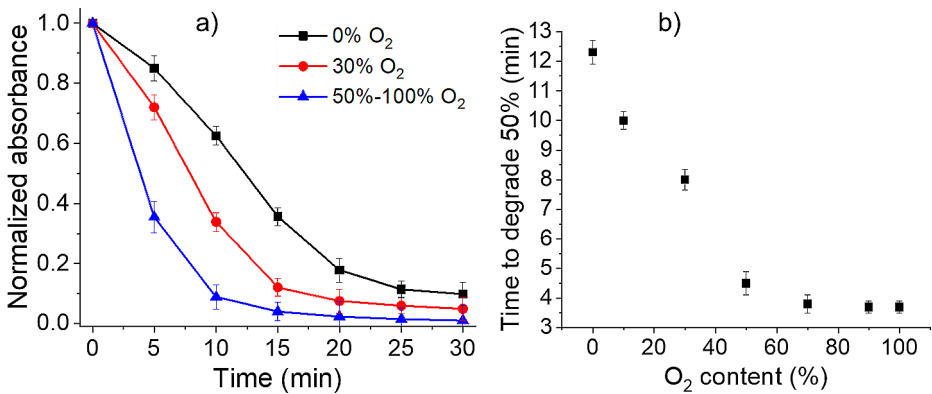 a)
0% O₂
30% O₂
50%-100% O₂
Normalized absorbance
1.0
0.8
0.6
0.4
0.2
0.0
0 5 10 15 20 25 30
Time (min)
b)
Time to degrade 50% (min)
13
12
11
10
9
8
7
6
5
4
3
0 20 40 60 80 100
O₂ content (%)